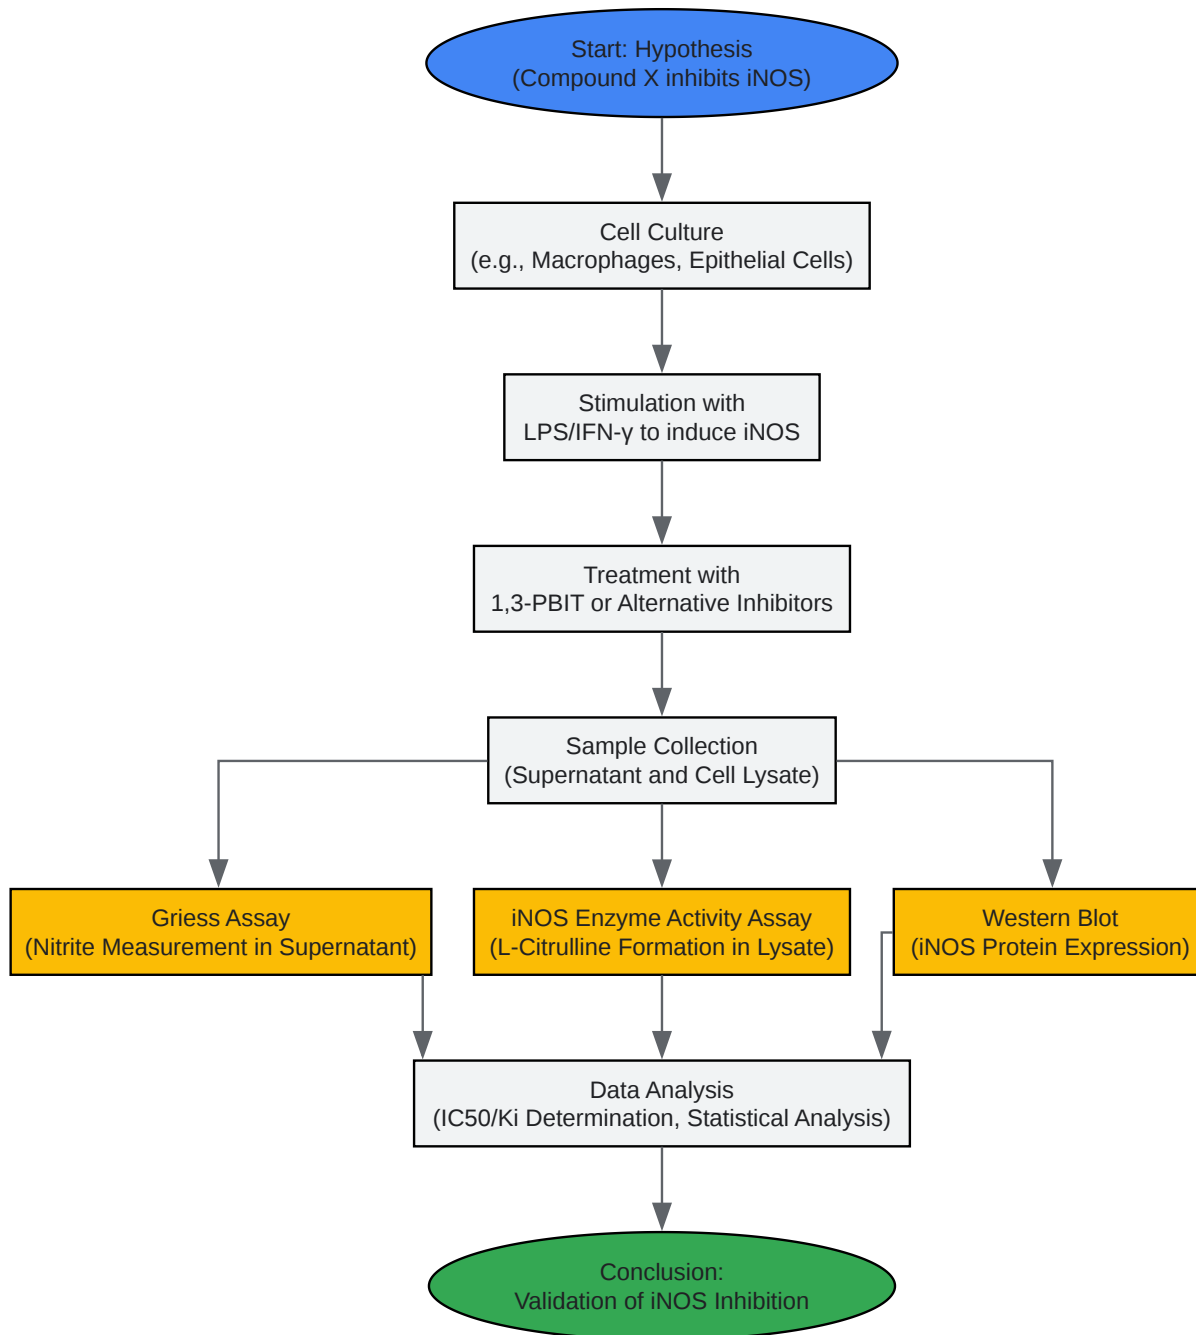 Start: Hypothesis
(Compound X inhibits iNOS)
Cell Culture
(e.g., Macrophages, Epithelial Cells)
Stimulation with
LPS/IFN-γ to induce iNOS
Treatment with
1,3-PBIT or Alternative Inhibitors
Sample Collection
(Supernatant and Cell Lysate)
Griess Assay
(Nitrite Measurement in Supernatant)
iNOS Enzyme Activity Assay
(L-Citrulline Formation in Lysate)
Western Blot
(iNOS Protein Expression)
Data Analysis
(IC50/Ki Determination, Statistical Analysis)
Conclusion:
Validation of iNOS Inhibition